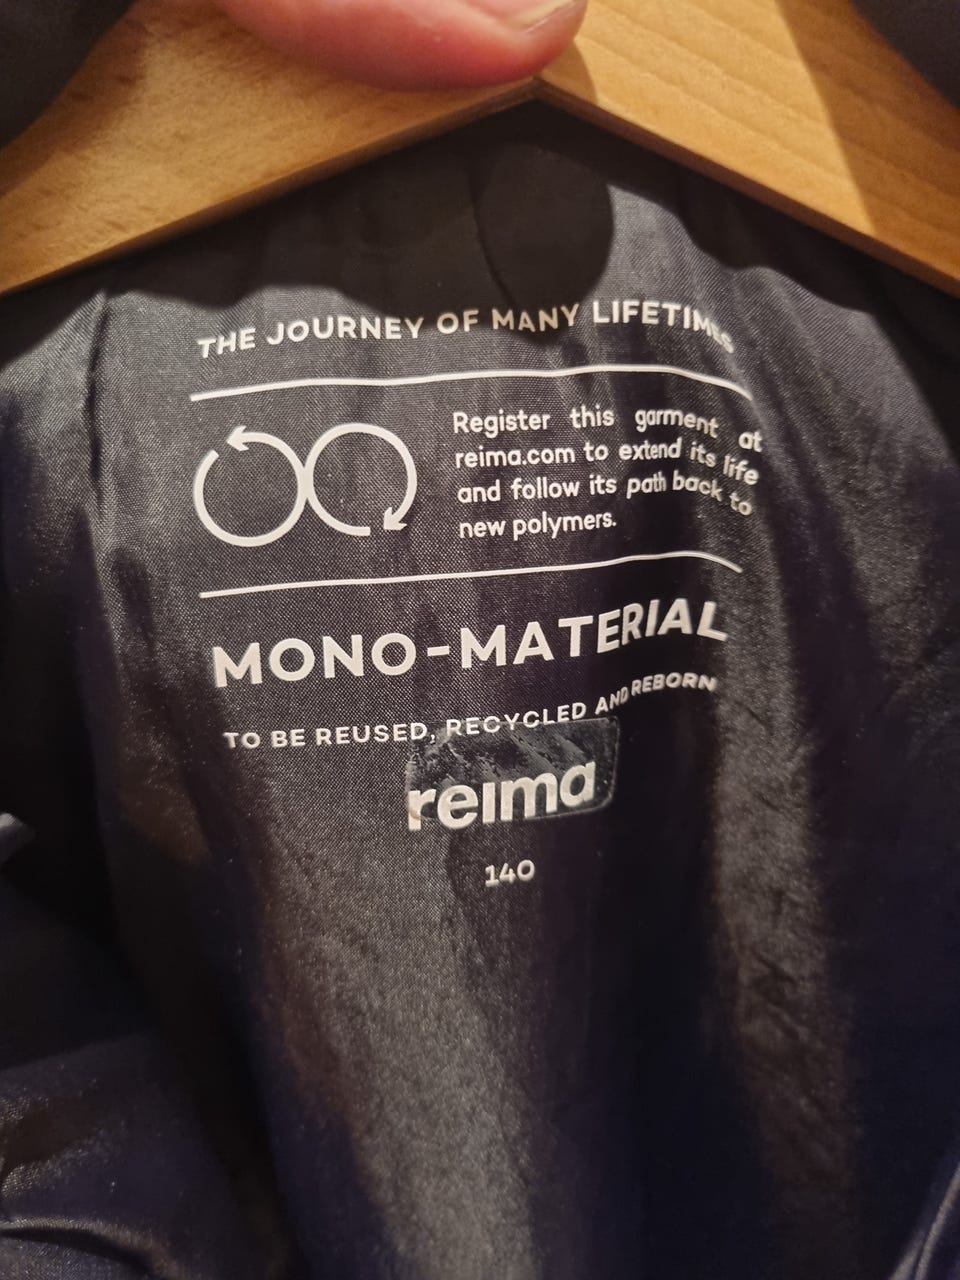 THE JOURNEY OF MANY LIFETIMES
Register this garment at
reima.com to extend its life
and follow its path back to
new polymers.
MONO-MATERIAL
TO BE REUSED, RECYCLED AND REBORN
reima
140